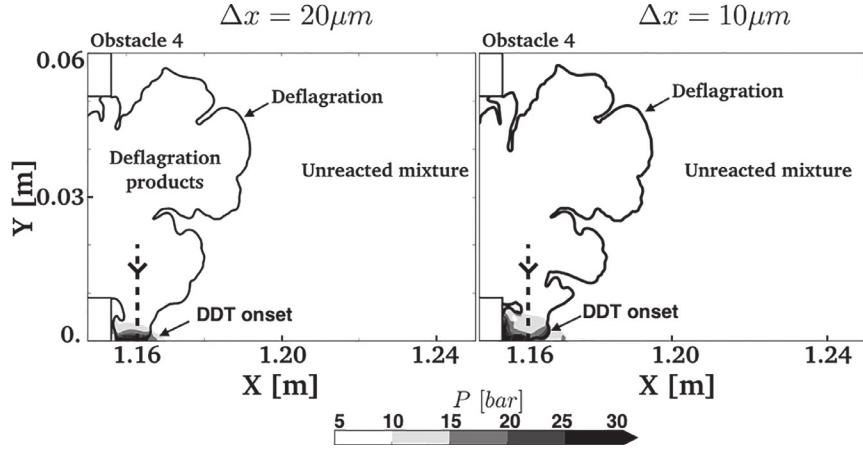 Δx = 20μm
Δx = 10μm
Obstacle 4
Obstacle 4
0.06
0.03
0.
Y [m]
Deflagration
Deflagration
products
Unreacted mixture
DDT onset
1.16
1.20
1.24
X [m]
Deflagration
Unreacted mixture
DDT onset
1.16
1.20
1.24
X [m]
P [bar]
5
10
15
20
25
30